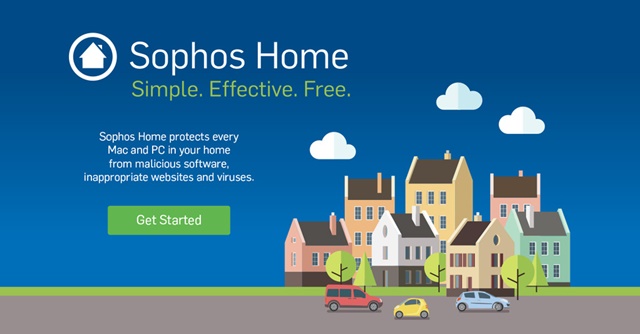 Sophos Home
Simple. Effective. Free.
Sophos Home protects every
Mac and PC in your home
from malicious software,
inappropriate websites and viruses.
Get Started